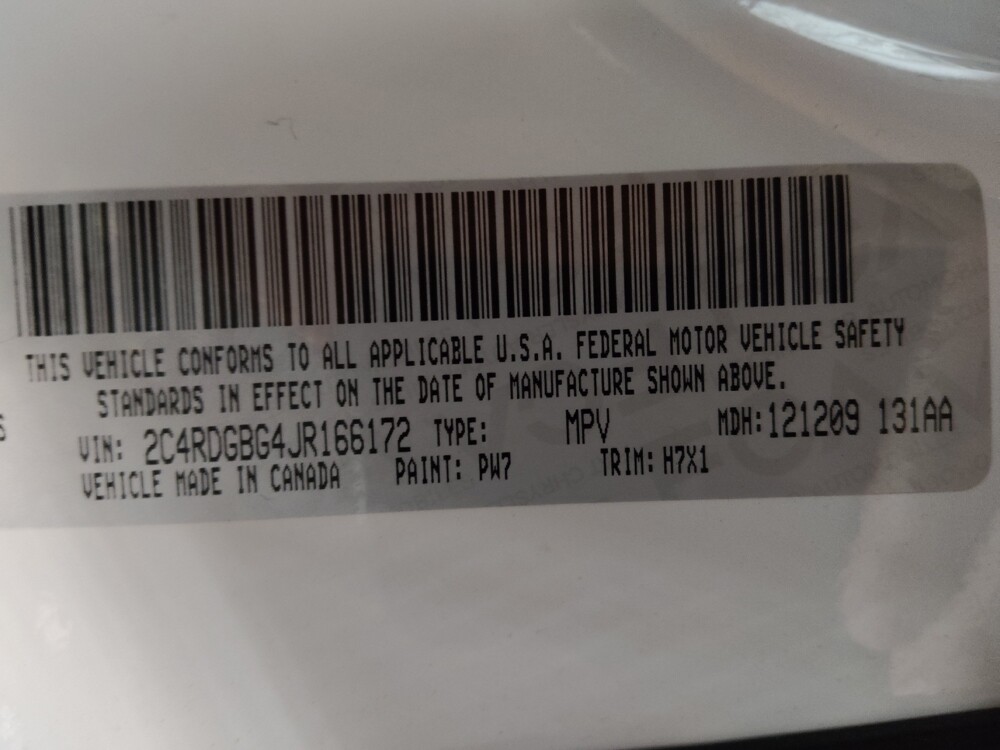 THIS VEHICLE CONFORMS TO ALL APPLICABLE U.S.A. FEDERAL MOTOR VEHICLE SAFETY
STANDARDS IN EFFECT ON THE DATE OF MANUFACTURE SHOWN ABOVE.
VIN: 2C4RDGBG4JR166172 TYPE: MPV MDH: 121209 131AA
VEHICLE MADE IN CANADA PAINT: PW7 TRIM: H7X1